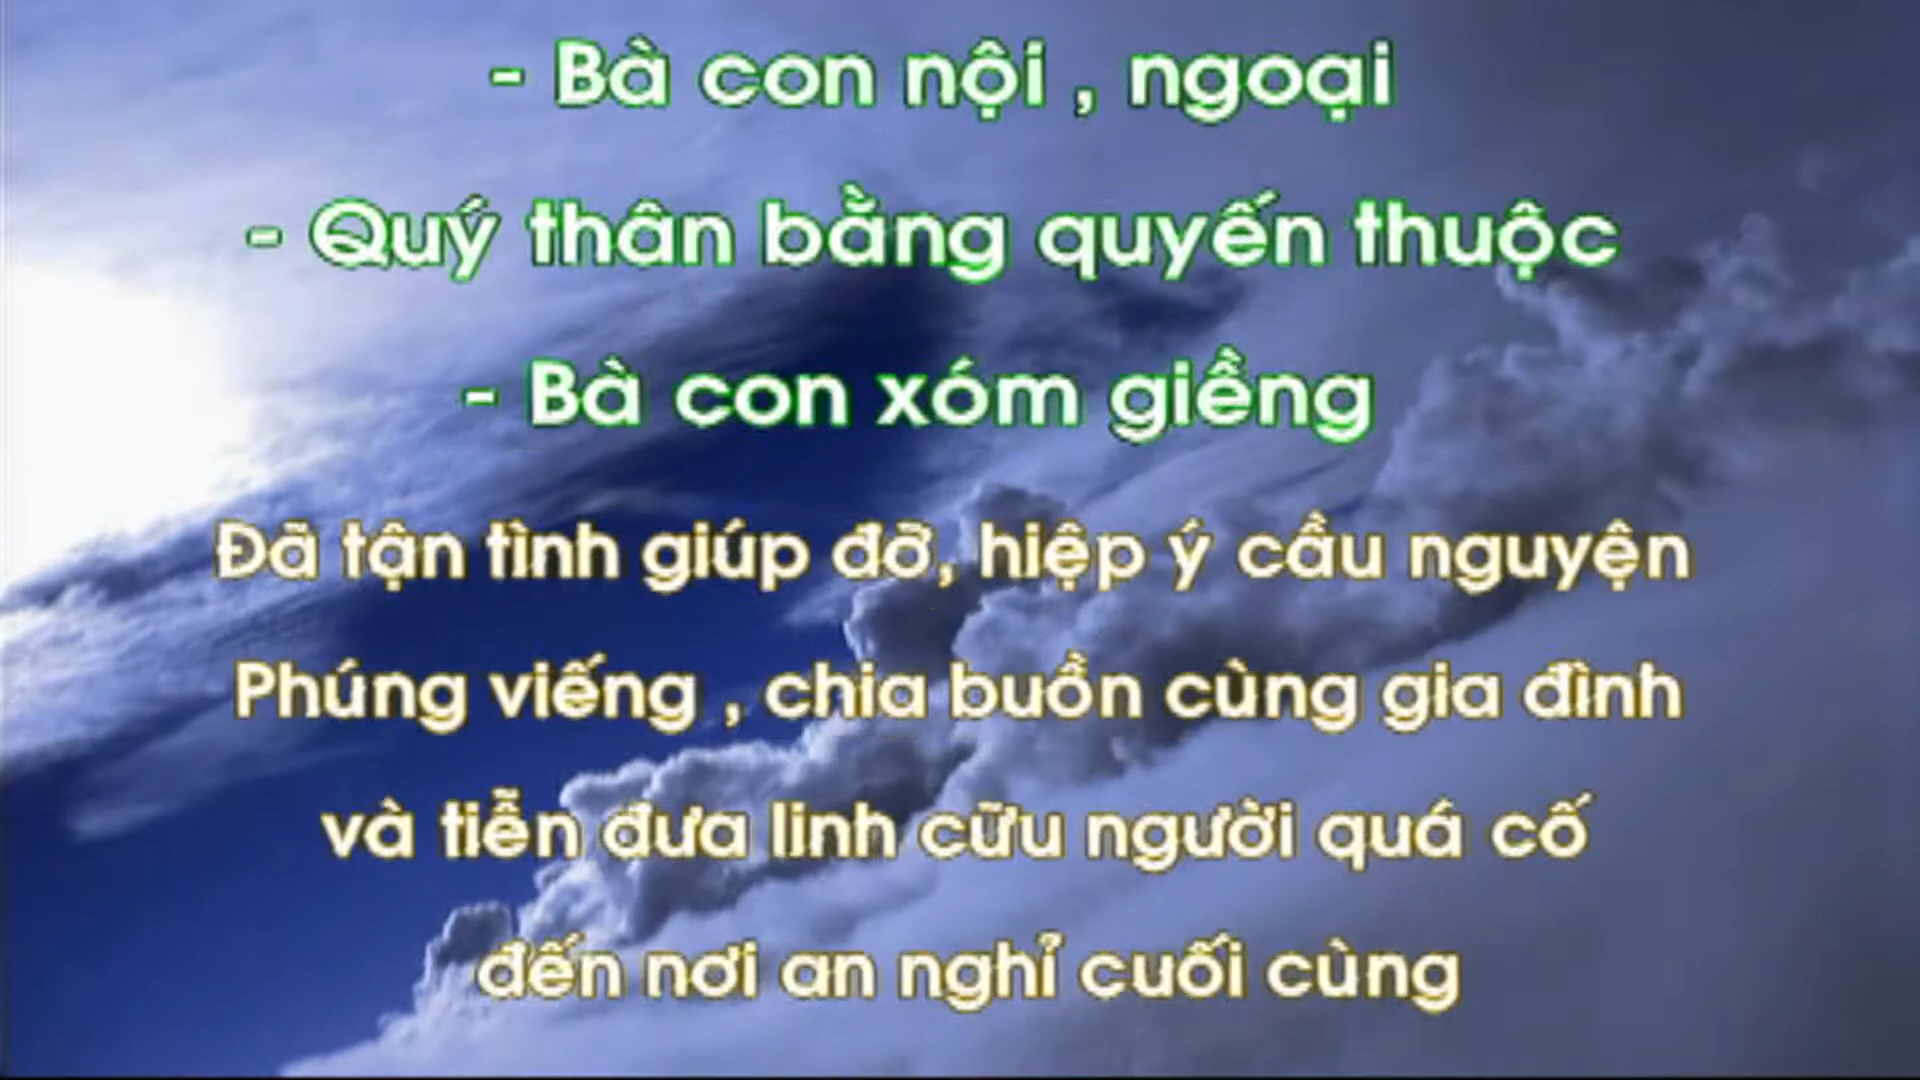 - Bà con nội , ngoại
- Quý thân bằng quyến thuộc
- Bà con xóm giềng
Đã tận tình giúp đỡ, hiệp ý cầu nguyện
Phúng viếng , chia buồn cùng gia đình
và tiễn đưa linh cữu người quá cố
đến nơi an nghỉ cuối cùng